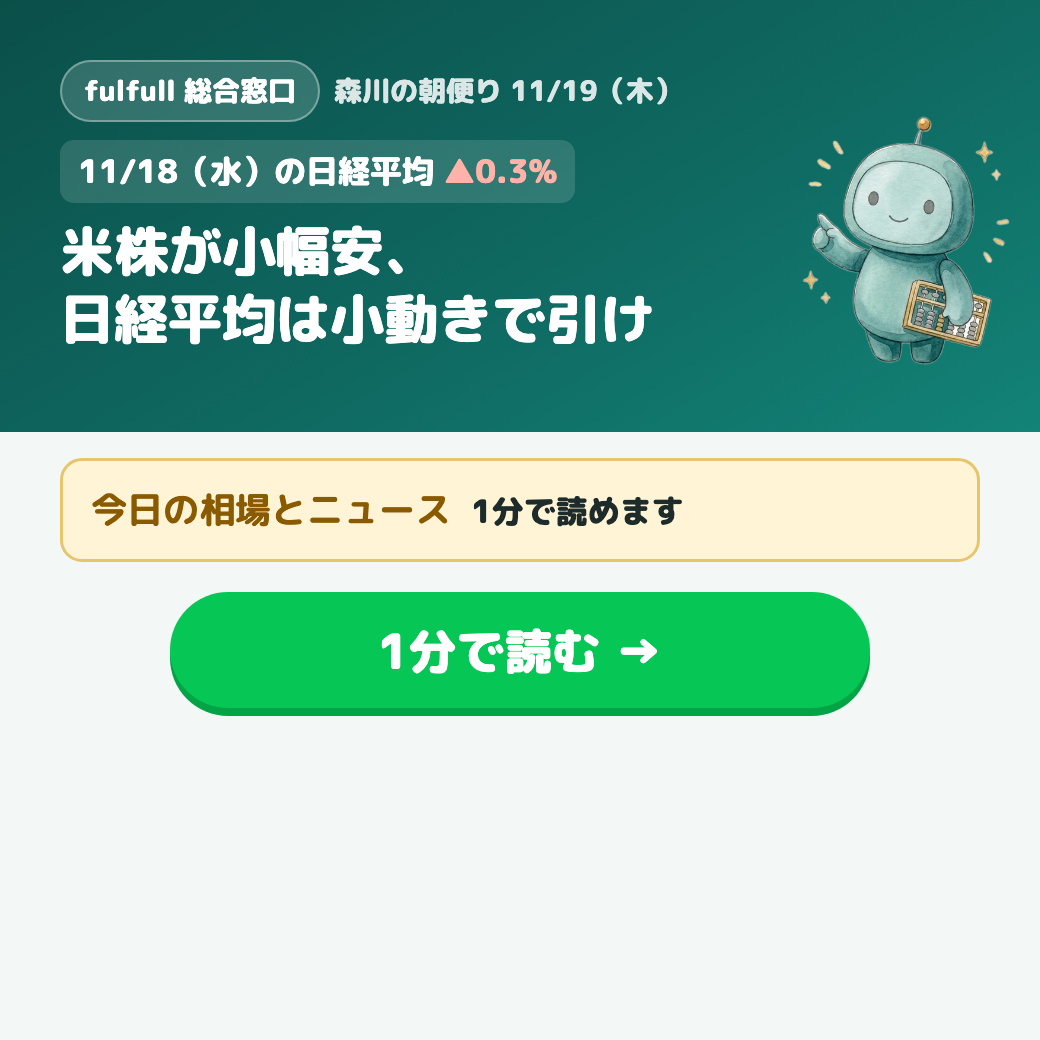 fulfull 総合窓口 森川の朝便り 11/19（木）
11/18（水）の日経平均 ▲0.3%
米株が小幅安、
日経平均は小動きで引け
今日の相場とニュース 1分で読めます
1分で読む →